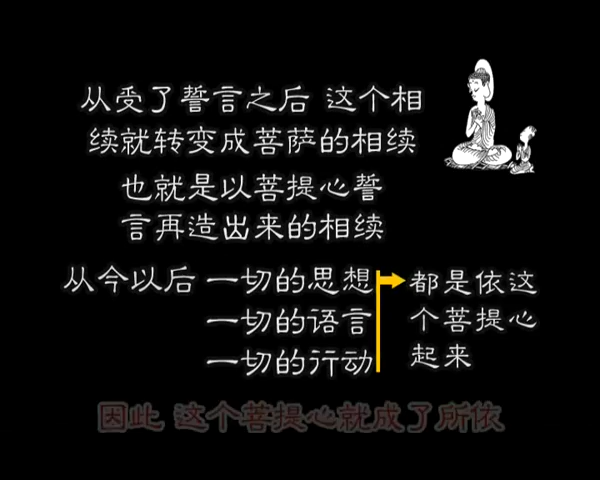 从受了誓言之后 这个相
续就转变成菩萨的相续
也就是以菩提心誓
言再造出来的相续
从今以后 一切的思想
一切的语言
一切的行动
都是依这
个菩提心
起来
因此 这个菩提心就成了所依